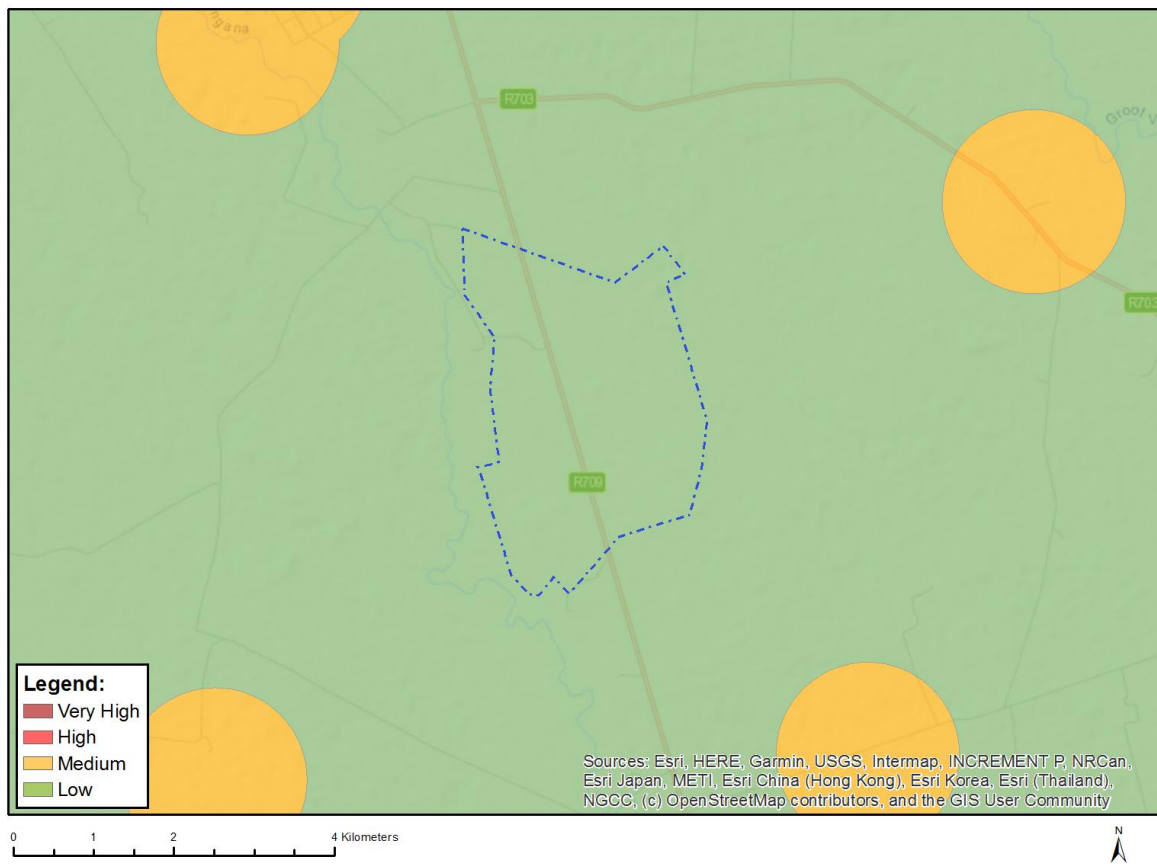 ngana
R703
Groot V
R703
R709
Legend:
Very High
High
Medium
Low
Sources: Esri, HERE, Garmin, USGS, Intermap, INCREMENT P, NRCan,
Esri Japan, METI, Esri China (Hong Kong), Esri Korea, Esri (Thailand),
NGCC, (c) OpenStreetMap contributors, and the GIS User Community
0 1 2 4 Kilometers
N